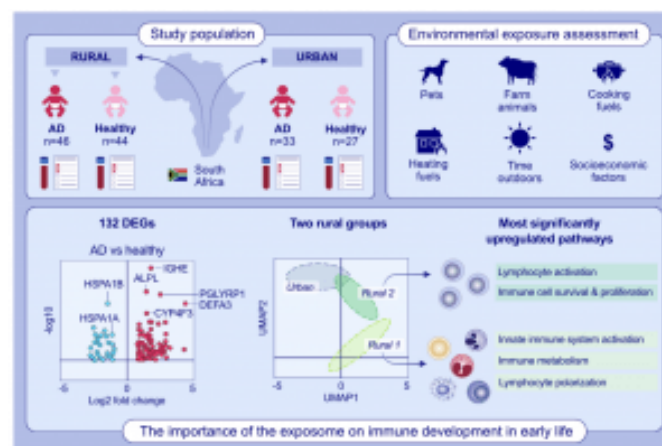 Study population
RURAL
URBAN
AD
n=46
Healthy
n=44
AD
n=33
Healthy
n=27
South
Africa
Environmental exposure assessment
Pets
Farm
animals
Cooking
fuels
Heating
fuels
Time
outdoors
$
Socioeconomic
factors
132 DEGs
AD vs healthy
IGHE
ALPL
HSPA1B
PGLYRP1
DEFA3
HSPA1A
CYP4F3
-log10
-5
0
5
Log2 fold change
Two rural groups
Urban
Rural 2
Rural 1
UMAP2
-5
0
5
UMAP1
Most significantly
upregulated pathways
Lymphocyte activation
Immune cell survival & proliferation
Innate immune system activation
Immune metabolism
Lymphocyte polarization
The importance of the exposome on immune development in early life